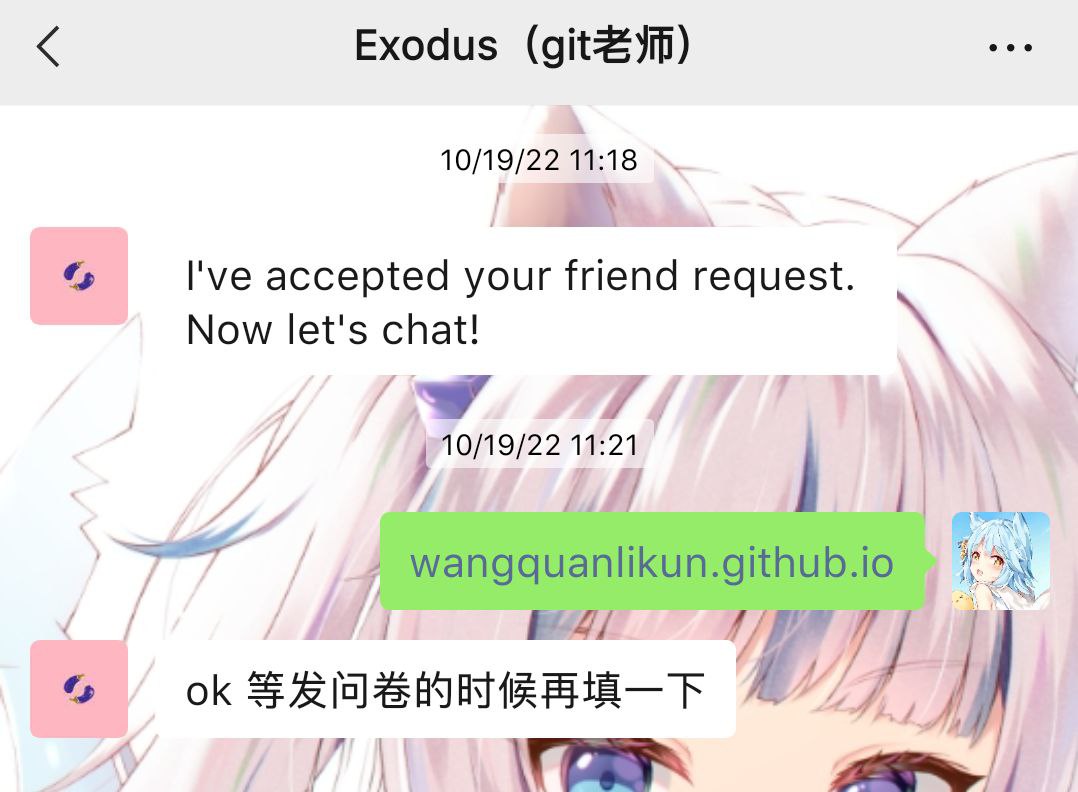 Exodus（git老师）
10/19/22 11:18
I've accepted your friend request.
Now let's chat!
10/19/22 11:21
wangquanlikun.github.io
ok 等发问卷的时候再填一下